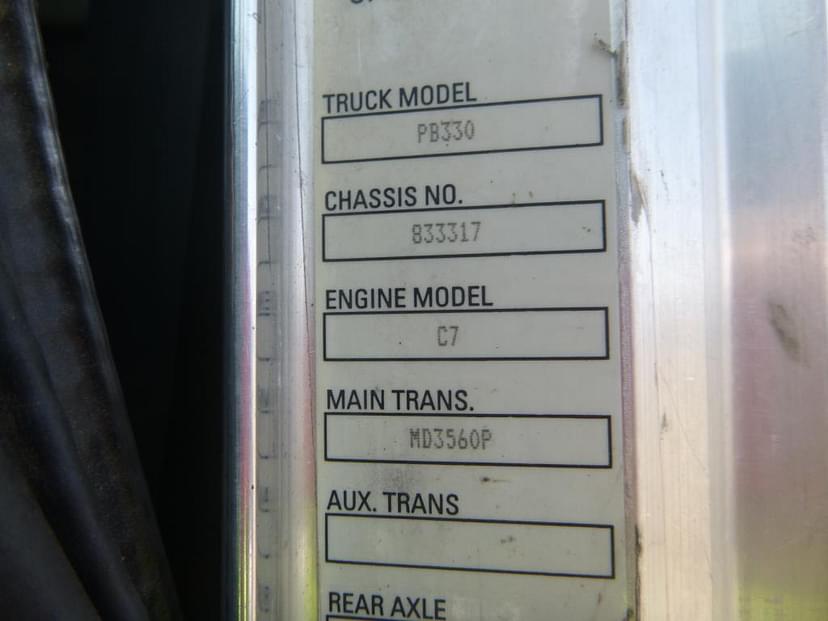 TRUCK MODEL
PB330
CHASSIS NO.
833317
ENGINE MODEL
C7
MAIN TRANS.
MD3560P
AUX. TRANS
REAR AXLE